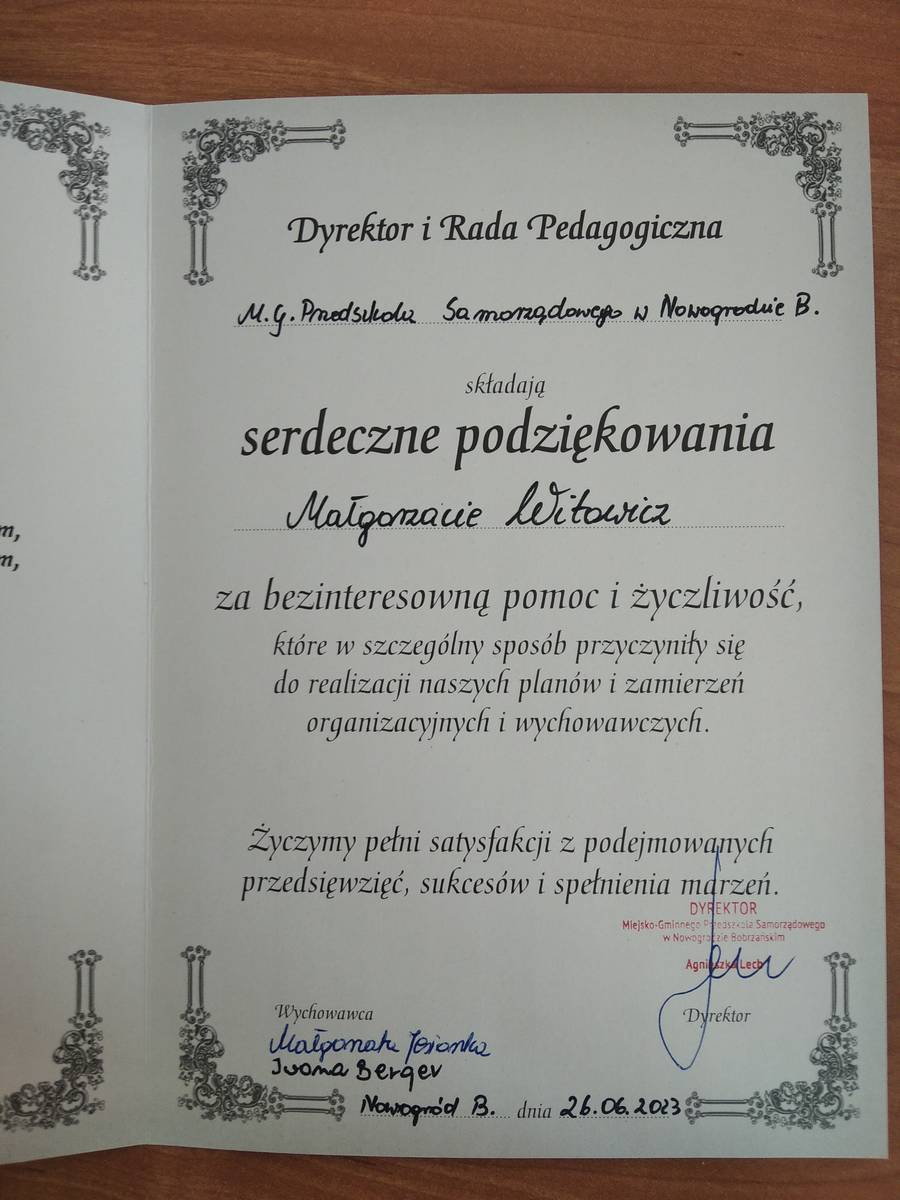 m,
m,
Dyrektor i Rada Pedagogiczna
M. G. Przedszkola Samorządowego w Nowogrodzie B.
składają
serdeczne podziękowania
Małgorzacie Witowicz
za bezinteresowną pomoc i życzliwość,
które w szczególny sposób przyczyniły się
do realizacji naszych planów i zamierzeń
organizacyjnych i wychowawczych.
Życzymy pełni satysfakcji z podejmowanych
przedsięwzięć, sukcesów i spełnienia marzeń.
DYREKTOR
Miejsko-Gminnego Przedszkola Samorządowego
w Nowogrodzie Bobrzańskim
Agnieszka Lech
Wychowawca
Dyrektor
Małgorzata
Iwona Berger
Nowogród B. dnia 26.06.2023